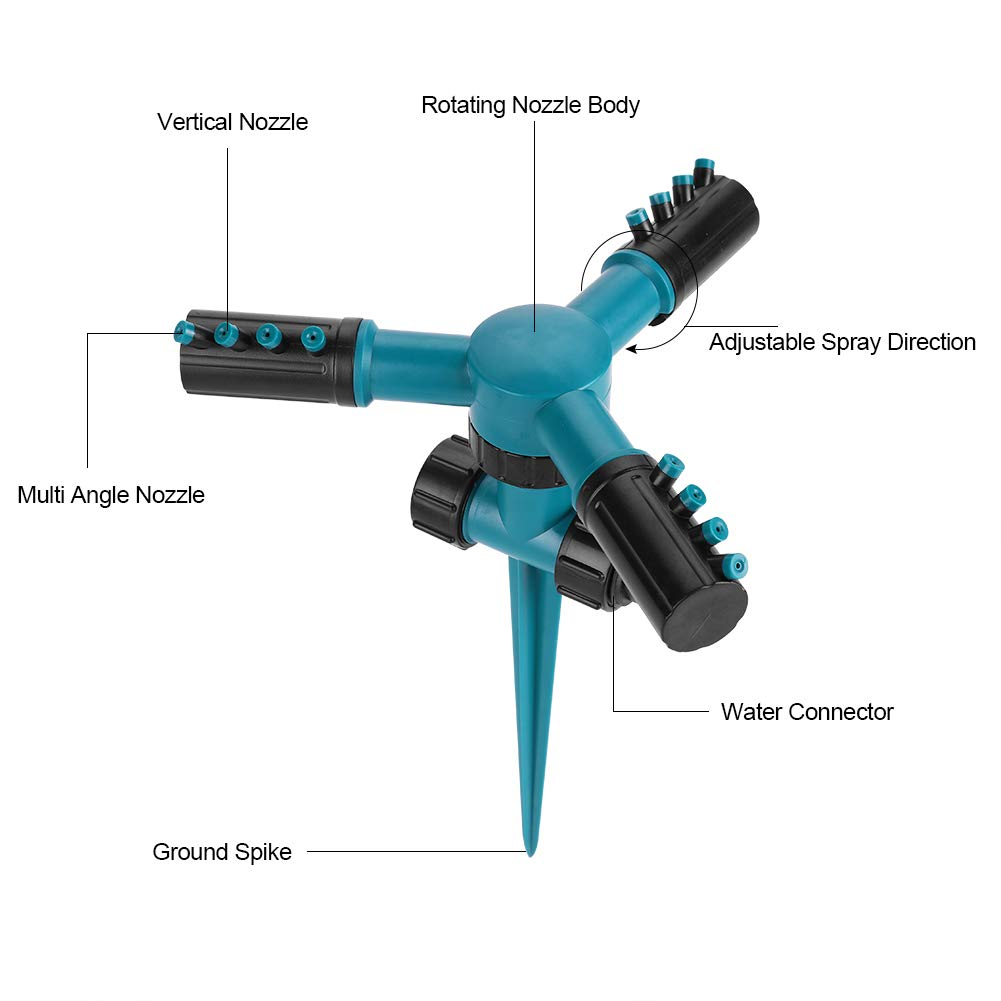 Rotating Nozzle Body
Vertical Nozzle
Adjustable Spray Direction
Multi Angle Nozzle
Water Connector
Ground Spike